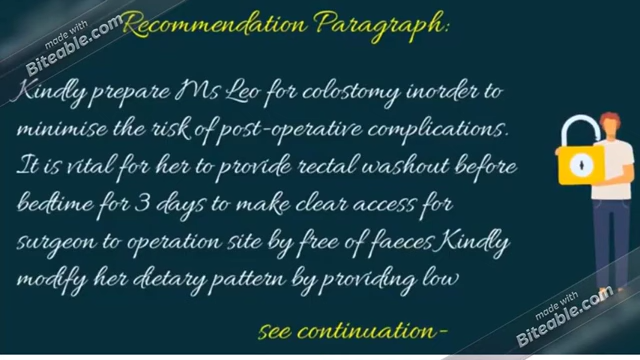 made with
Biteable.com
Recommendation Paragraph:
Kindly prepare Ms Leo for colostomy inorder to
minimise the risk of post-operative complications.
It is vital for her to provide rectal washout before
bedtime for 3 days to make clear access for
surgeon to operation site by free of faeces Kindly
modify her dietary pattern by providing low
see continuation-
made with
Biteable.com